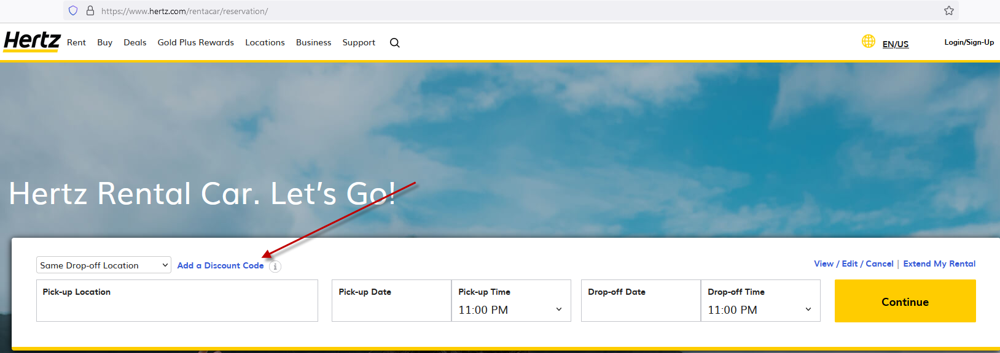 https://www.hertz.com/rentacar/reservation/
Hertz Rent Buy Deals Gold Plus Rewards Locations Business Support EN/US Login/Sign-Up
Hertz Rental Car. Let's Go!
Same Drop-off Location Add a Discount Code i View / Edit / Cancel | Extend My Rental
Pick-up Location Pick-up Date Pick-up Time Drop-off Date Drop-off Time
11:00 PM 11:00 PM
Continue